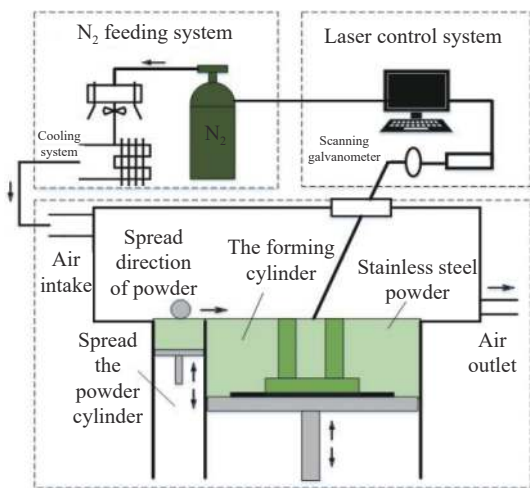 N₂ feeding system
Laser control system
N₂
Cooling
system
Scanning
galvanometer
Air
intake
Spread
direction
of powder
The forming
cylinder
Stainless steel
powder
Spread
the
powder
cylinder
Air
outlet